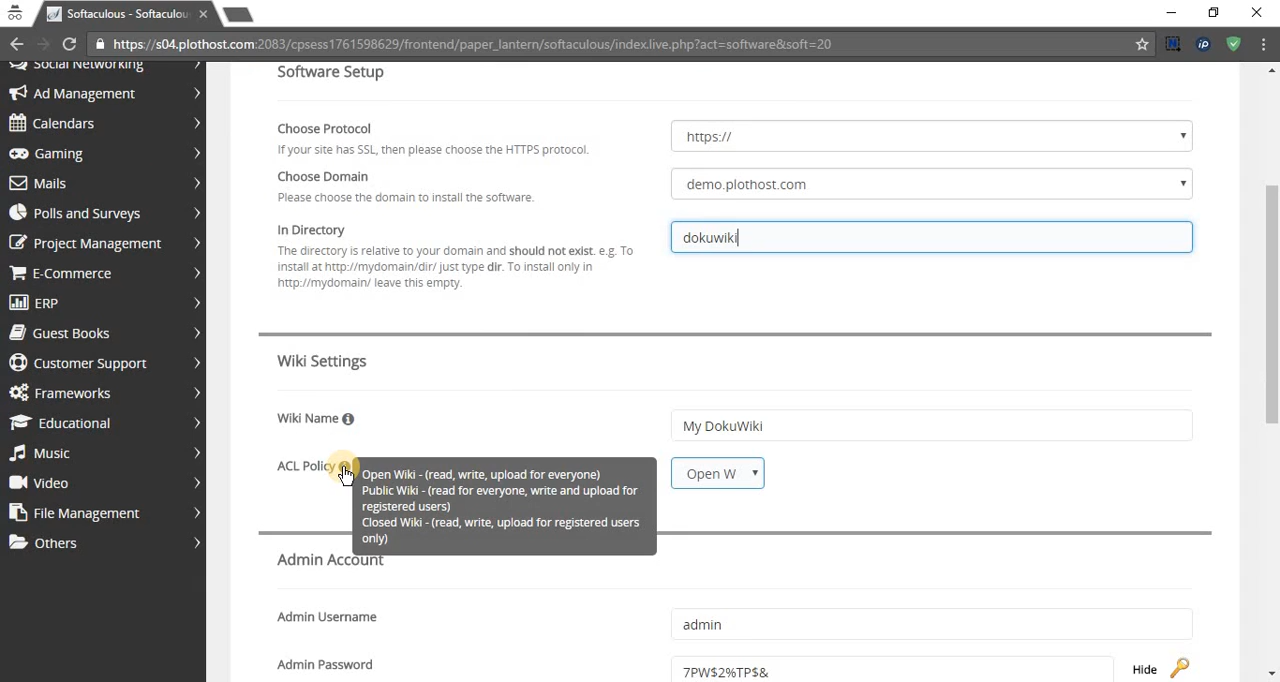 Softaculous - Softaculou
https://s04.plothost.com:2083/cpsess1761598629/frontend/paper_lantern/softaculous/index.live.php?act=software&soft=20
Social Networking
Ad Management
Calendars
Gaming
Mails
Polls and Surveys
Project Management
E-Commerce
ERP
Guest Books
Customer Support
Frameworks
Educational
Music
Video
File Management
Others
Software Setup
Choose Protocol
If your site has SSL, then please choose the HTTPS protocol.
https://
Choose Domain
Please choose the domain to install the software.
demo.plothost.com
In Directory
The directory is relative to your domain and should not exist. e.g. To
install at http://mydomain/dir/ just type dir. To install only in
http://mydomain/ leave this empty.
dokuwiki
Wiki Settings
Wiki Name
My DokuWiki
ACL Policy
Open W
Open Wiki - (read, write, upload for everyone)
Public Wiki - (read for everyone, write and upload for
registered users)
Closed Wiki - (read, write, upload for registered users
only)
Admin Account
Admin Username
admin
Admin Password
7PW$2%TP$&
Hide